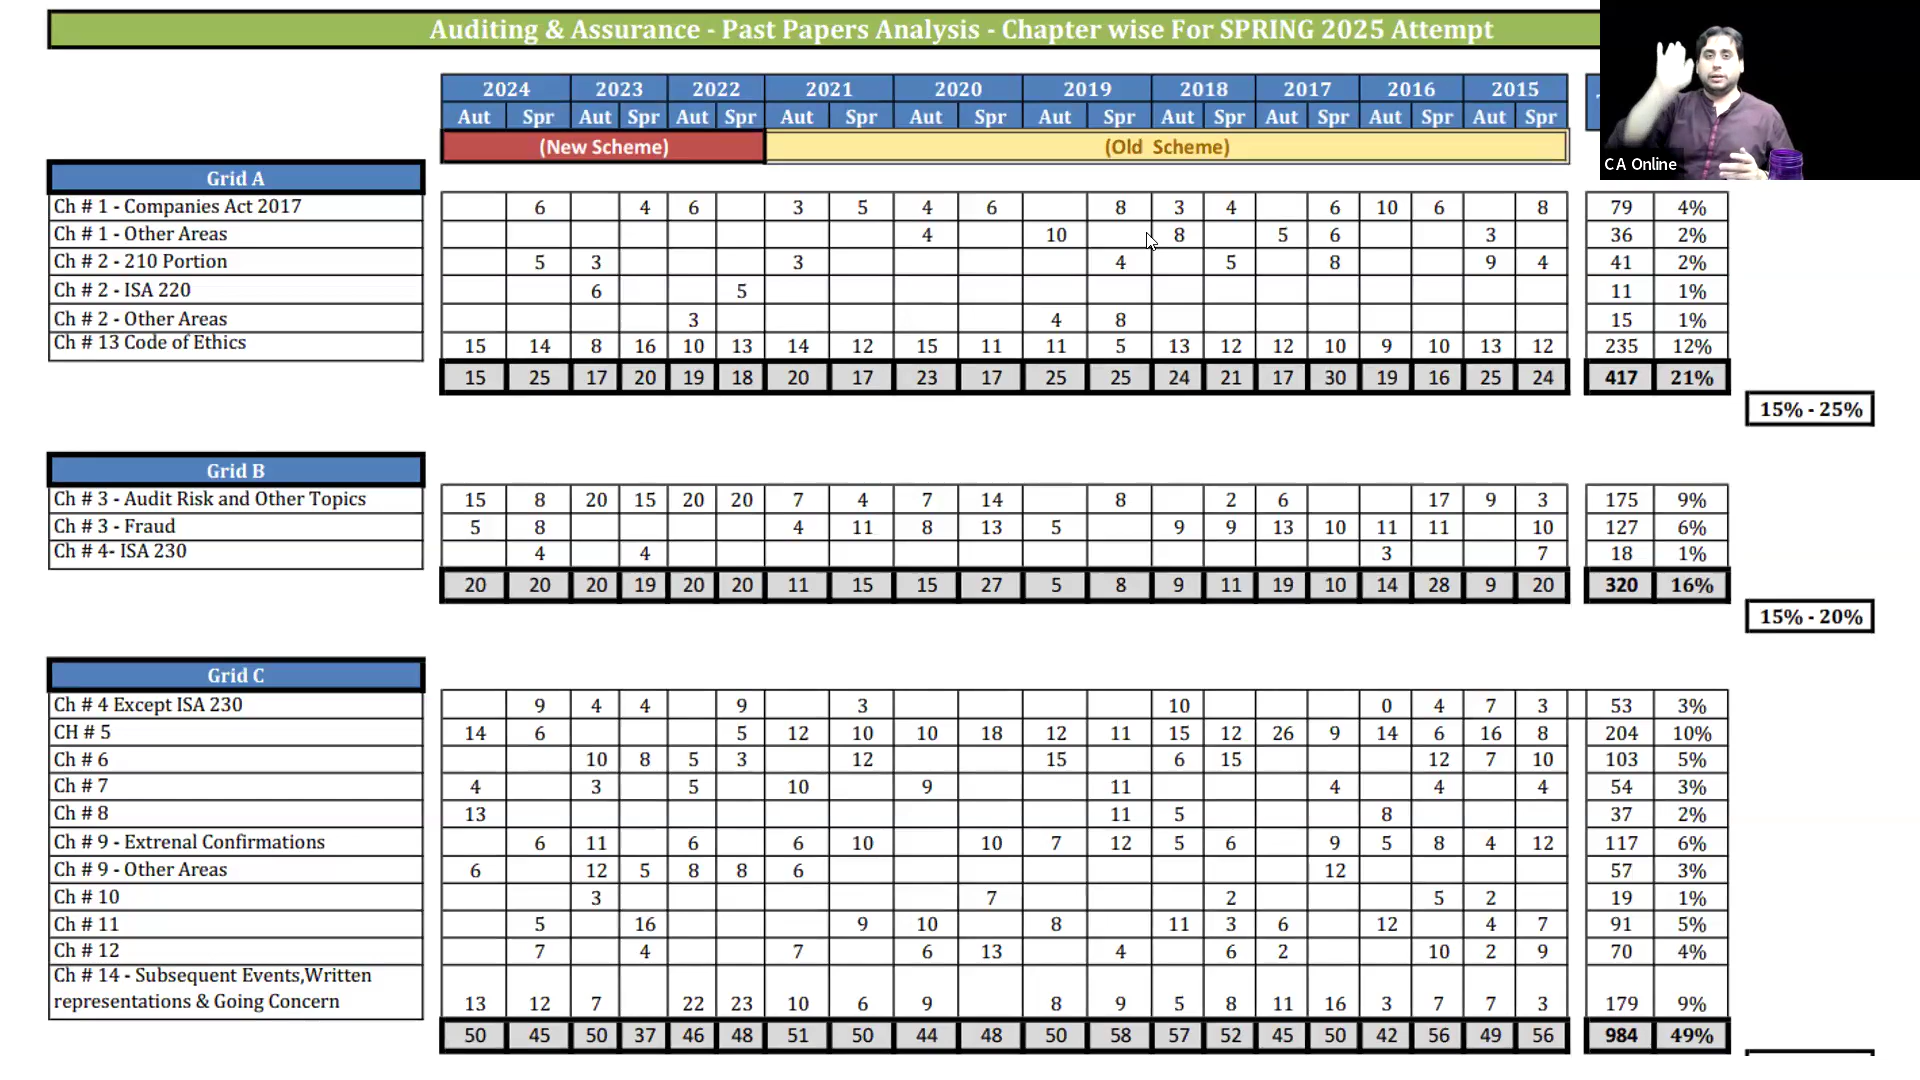 Auditing & Assurance - Past Papers Analysis - Chapter wise For SPRING 2025 Attempt
2024 2023 2022 2021 2020 2019 2018 2017 2016 2015
Aut Spr Aut Spr Aut Spr Aut Spr Aut Spr Aut Spr Aut Spr Aut Spr Aut Spr Aut Spr
(New Scheme) (Old Scheme)
C A Online
Grid A
Ch # 1 - Companies Act 2017 6 4 6 3 5 4 6 8 3 4 6 10 6 8 79 4%
Ch # 1 - Other Areas 4 10 8 5 6 3 36 2%
Ch # 2 - 210 Portion 5 3 3 4 5 8 9 4 41 2%
Ch # 2 - ISA 220 6 5 11 1%
Ch # 2 - Other Areas 3 4 8 15 1%
Ch # 13 Code of Ethics 15 14 8 16 10 13 14 12 15 11 11 5 13 12 12 10 9 10 13 12 235 12%
15 25 17 20 19 18 20 17 23 17 25 25 24 21 17 30 19 16 25 24 417 21%
15% - 25%
Grid B
Ch # 3 - Audit Risk and Other Topics 15 8 20 15 20 20 7 4 7 14 8 2 6 17 9 3 175 9%
Ch # 3 - Fraud 5 8 4 11 8 13 5 9 9 13 10 11 11 10 127 6%
Ch # 4- ISA 230 4 4 3 7 18 1%
20 20 20 19 20 20 11 15 15 27 5 8 9 11 19 10 14 28 9 20 320 16%
15% - 20%
Grid C
Ch # 4 Except ISA 230 9 4 4 9 3 10 0 4 7 3 53 3%
CH # 5 14 6 5 12 10 10 18 12 11 15 12 26 9 14 6 16 8 204 10%
Ch # 6 10 8 5 3 12 15 6 15 12 7 10 103 5%
Ch # 7 4 3 5 10 9 11 4 4 4 54 3%
Ch # 8 13 11 5 8 37 2%
Ch # 9 - Extrenal Confirmations 6 11 6 6 10 10 7 12 5 6 9 5 8 4 12 117 6%
Ch # 9 - Other Areas 6 12 5 8 8 6 12 57 3%
Ch # 10 3 7 2 5 2 19 1%
Ch # 11 5 16 9 10 8 11 3 6 12 4 7 91 5%
Ch # 12 7 4 7 6 13 4 6 2 10 2 9 70 4%
Ch # 14 - Subsequent Events,Written
representations & Going Concern 13 12 7 22 23 10 6 9 8 9 5 8 11 16 3 7 7 3 179 9%
50 45 50 37 46 48 51 50 44 48 50 58 57 52 45 50 42 56 49 56 984 49%